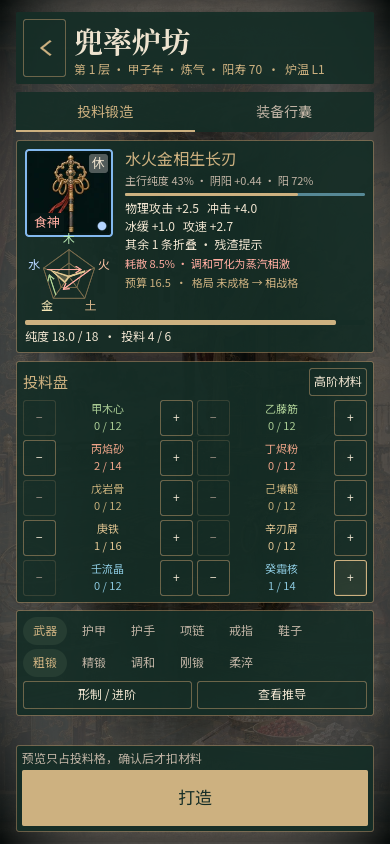 兜率炉坊
第 1 层 · 甲子年 · 炼气 · 阳寿 70 · 炉温 L1
投料锻造
装备行囊
休
食神
木
水
火
金
土
水火金相生长刃
主行纯度 43% · 阴阳 +0.44 · 阳 72%
物理攻击 +2.5 冲击 +4.0
冰缓 +1.0 攻速 +2.7
其余 1 条折叠 · 残渣提示
耗散 8.5% · 调和可化为蒸汽相激
预算 16.5 · 格局 未成格 → 相战格
纯度 18.0 / 18 · 投料 4 / 6
投料盘
高阶材料
− 甲木心 +
0 / 12
− 乙藤筋 +
0 / 12
− 丙焰砂 +
2 / 14
− 丁烬粉 +
0 / 12
− 戊岩骨 +
0 / 12
− 己壤髓 +
0 / 12
− 庚铁 +
1 / 16
− 辛刃屑 +
0 / 12
− 壬流晶 +
0 / 12
− 癸霜核 +
1 / 14
武器 护甲 护手 项链 戒指 鞋子
粗锻 精锻 调和 刚锻 柔淬
形制 / 进阶
查看推导
预览只占投料格，确认后才扣材料
打造